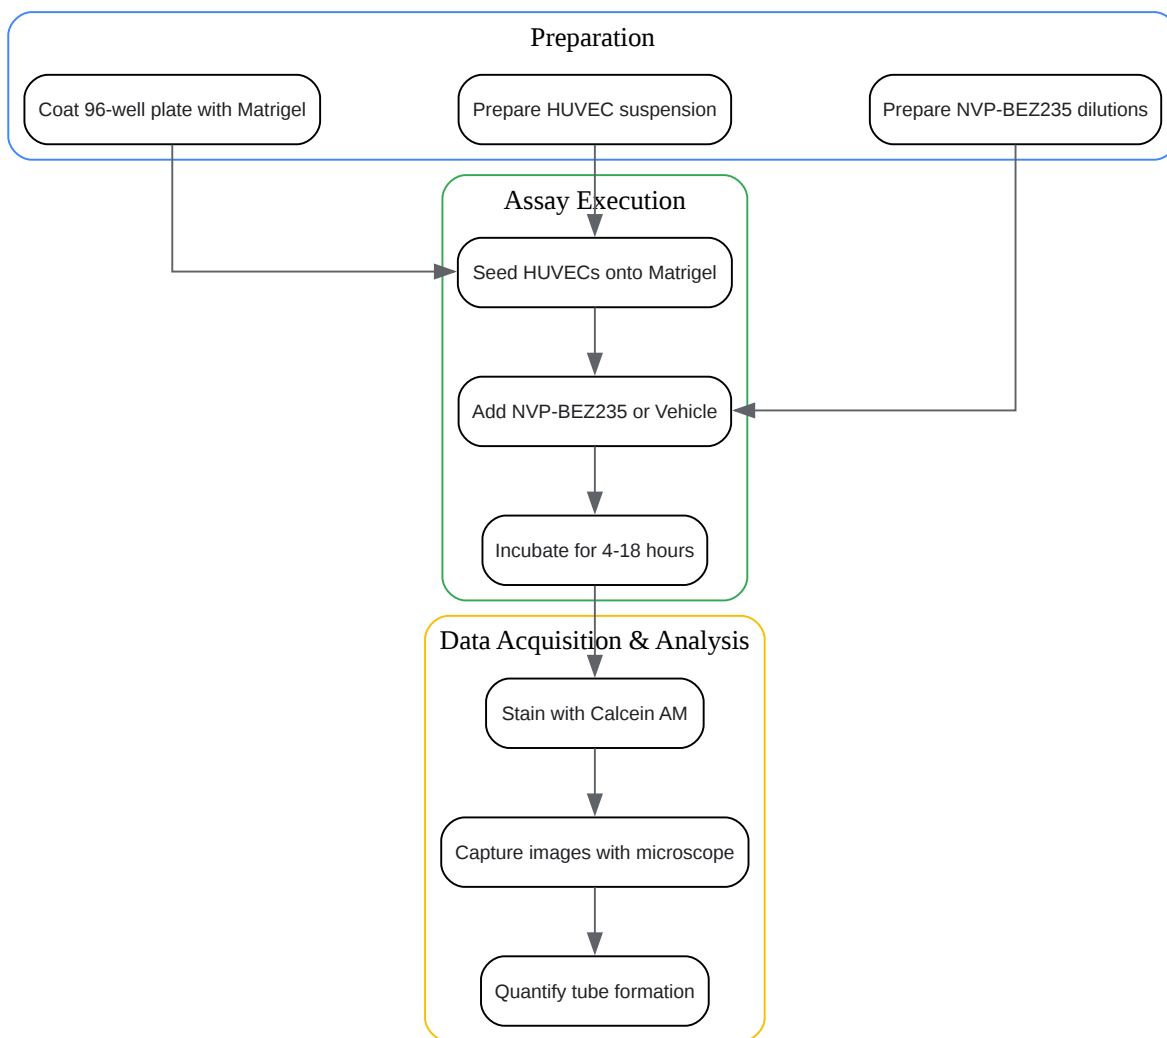 Preparation
Coat 96-well plate with Matrigel
Prepare HUVEC suspension
Prepare NVP-BEZ235 dilutions
Assay Execution
Seed HUVECs onto Matrigel
Add NVP-BEZ235 or Vehicle
Incubate for 4-18 hours
Data Acquisition & Analysis
Stain with Calcein AM
Capture images with microscope
Quantify tube formation